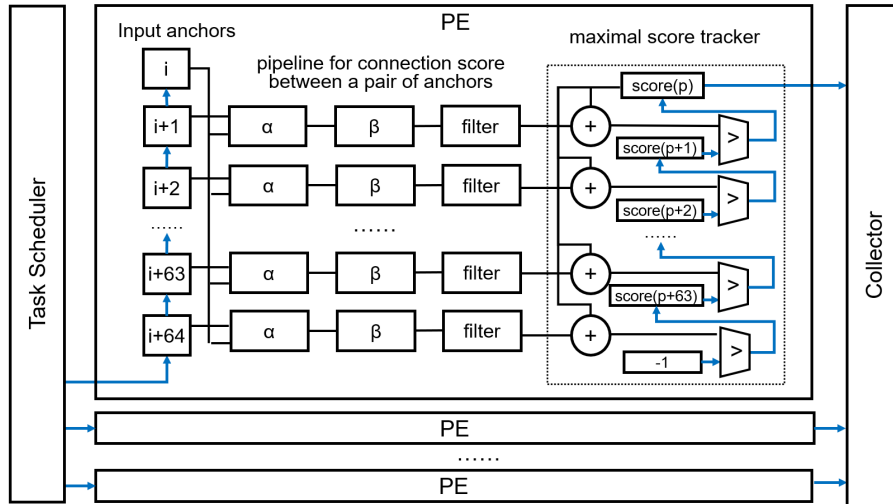 PE
Task Scheduler
Collector
Input anchors
pipeline for connection score
between a pair of anchors
maximal score tracker
i
score(p)
i+1
α
β
filter
+
>
score(p+1)
i+2
α
β
filter
+
>
score(p+2)
......
......
......
i+63
α
β
filter
+
>
score(p+63)
i+64
α
β
filter
+
>
-1
PE
......
PE